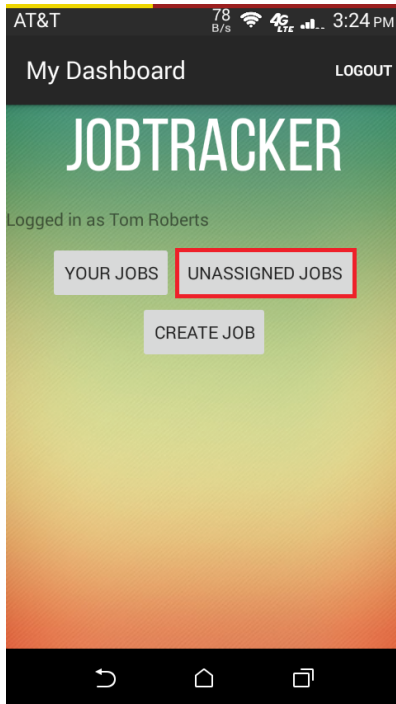 AT&T 78 B/s 4G LTE 3:24 PM
My Dashboard LOGOUT
JOBTRACKER
Logged in as Tom Roberts
YOUR JOBS UNASSIGNED JOBS
CREATE JOB